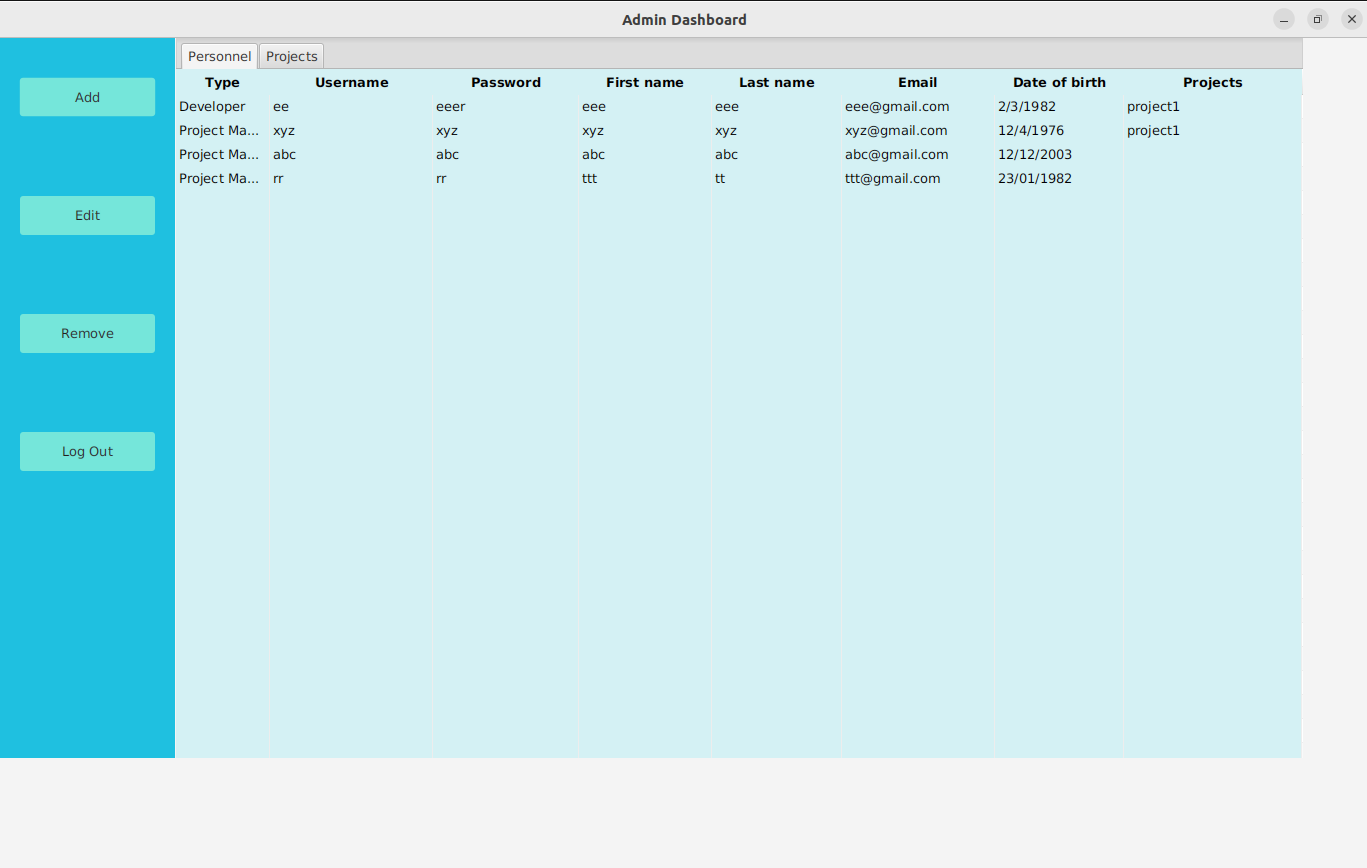 Admin Dashboard
Personnel Projects
Add
Edit
Remove
Log Out
Type Username Password First name Last name Email Date of birth Projects
Developer ee eeer eee eee eee@gmail.com 2/3/1982 project1
Project Ma... xyz xyz xyz xyz xyz@gmail.com 12/4/1976 project1
Project Ma... abc abc abc abc abc@gmail.com 12/12/2003
Project Ma... rr rr ttt tt ttt@gmail.com 23/01/1982